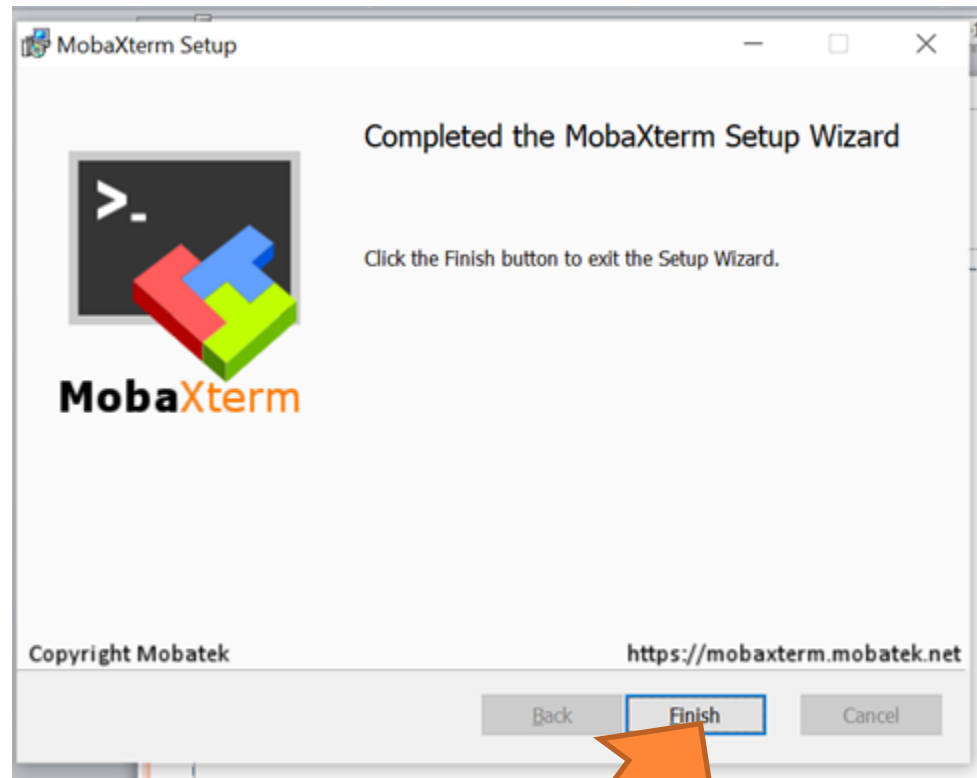 MobaXterm Setup
Completed the MobaXterm Setup Wizard
>_
Click the Finish button to exit the Setup Wizard.
MobaXterm
Copyright Mobatek
https://mobaxterm.mobatek.net
Back
Finish
Cancel